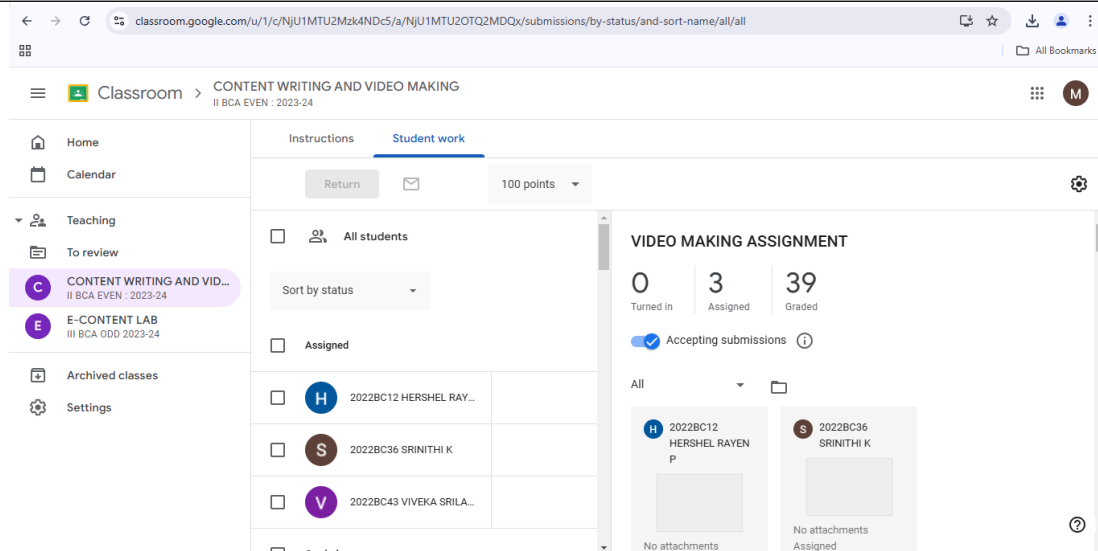 classroom.google.com/u/1/c/NjU1MTU2Mzk4NDc5/a/NjU1MTU2OTQ2MDQx/submissions/by-status/and-sort-name/all/all
All Bookmarks
Classroom > CONTENT WRITING AND VIDEO MAKING
II BCA EVEN : 2023-24
M
Home
Calendar
Teaching
To review
C
CONTENT WRITING AND VID...
II BCA EVEN : 2023-24
E
E-CONTENT LAB
III BCA ODD 2023-24
Archived classes
Settings
Instructions
Student work
Return
100 points
All students
Sort by status
Assigned
H
2022BC12 HERSHEL RAY...
S
2022BC36 SRINITHI K
V
2022BC43 VIVEKA SRILA...
VIDEO MAKING ASSIGNMENT
0
Turned in
3
Assigned
39
Graded
Accepting submissions
All
H
2022BC12
HERSHEL RAYEN
P
No attachments
S
2022BC36
SRINITHI K
No attachments
Assigned